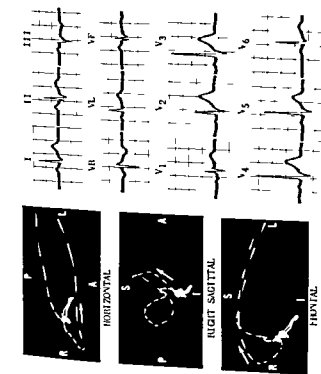 I II III
P
R L
A
HORIZONTAL
VR VL VF
S
P A
I
RIGHT SAGITTAL
V1 V2 V3
S
R L
I
FRONTAL
V4 V5 V6